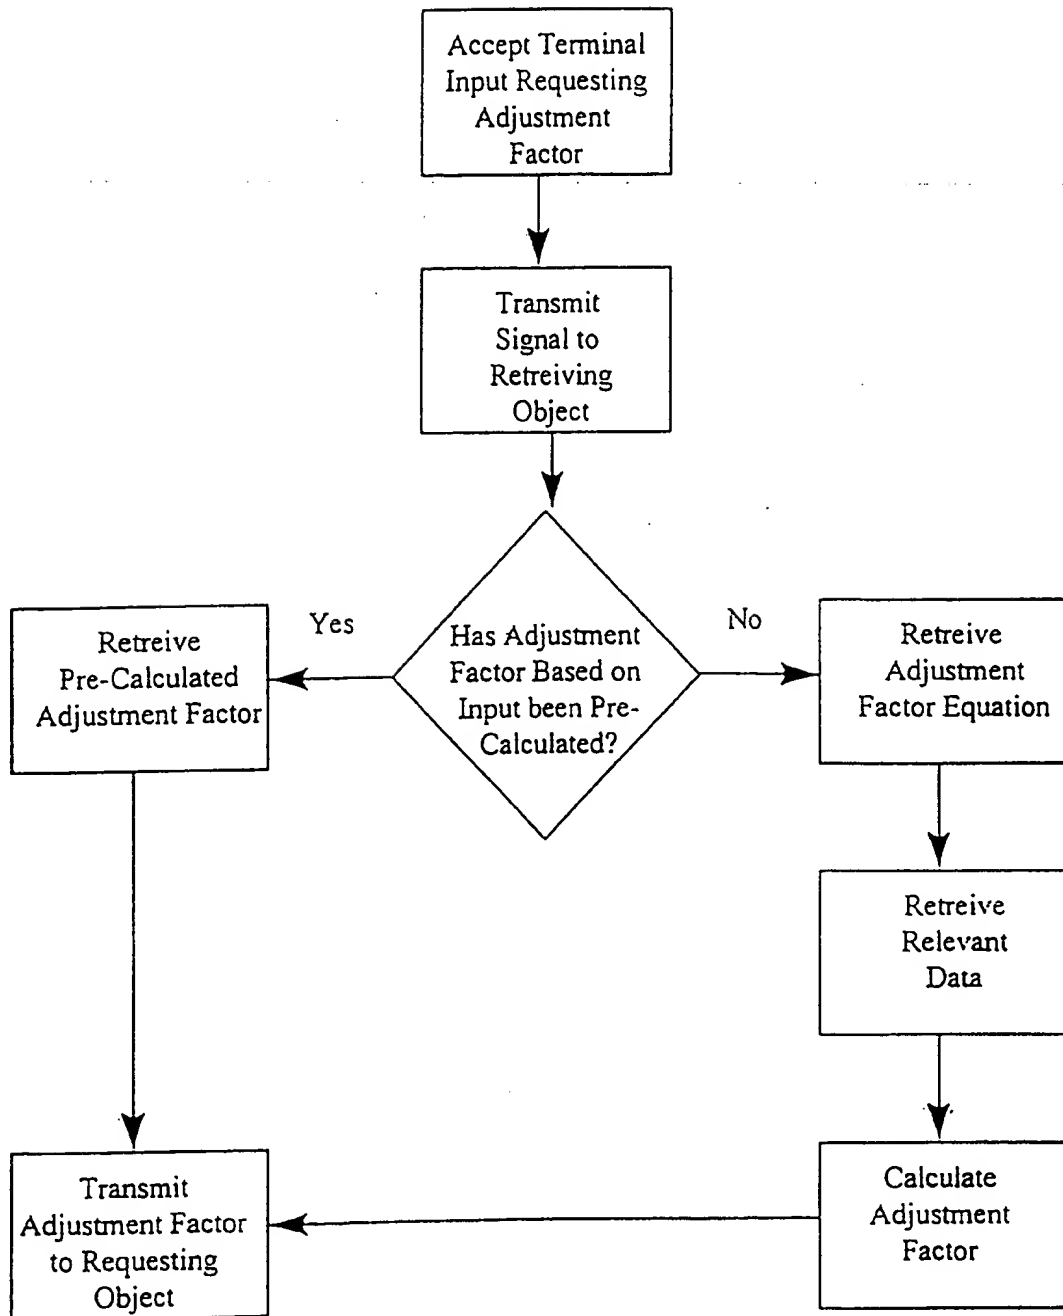 Accept Terminal
Input Requesting
Adjustment
Factor
Transmit
Signal to
Retreiving
Object
Has Adjustment
Factor Based on
Input been Pre-
Calculated?
Yes
Retreive
Pre-Calculated
Adjustment Factor
No
Retreive
Adjustment
Factor Equation
Retreive
Relevant
Data
Calculate
Adjustment
Factor
Transmit
Adjustment Factor
to Requesting
Object